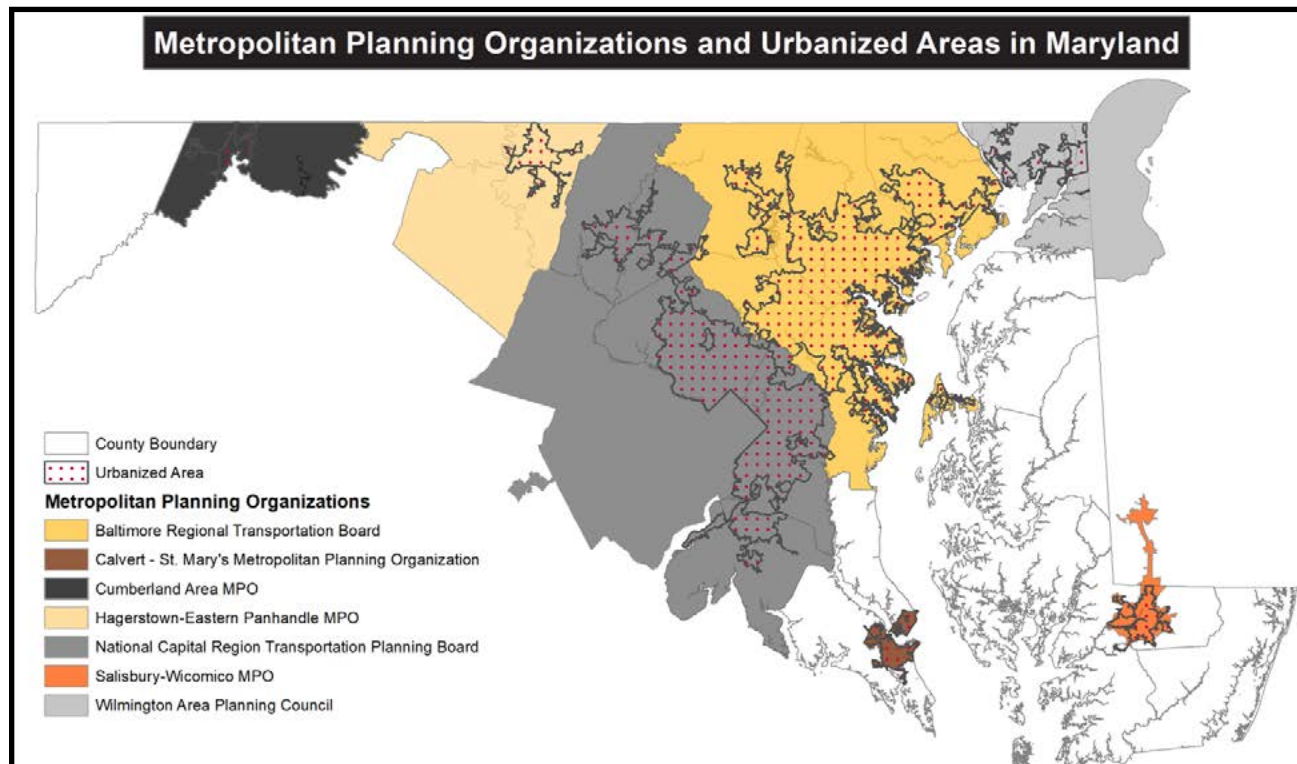 Metropolitan Planning Organizations and Urbanized Areas in Maryland
County Boundary
Urbanized Area
Metropolitan Planning Organizations
Baltimore Regional Transportation Board
Calvert - St. Mary's Metropolitan Planning Organization
Cumberland Area MPO
Hagerstown-Eastern Panhandle MPO
National Capital Region Transportation Planning Board
Salisbury-Wicomico MPO
Wilmington Area Planning Council